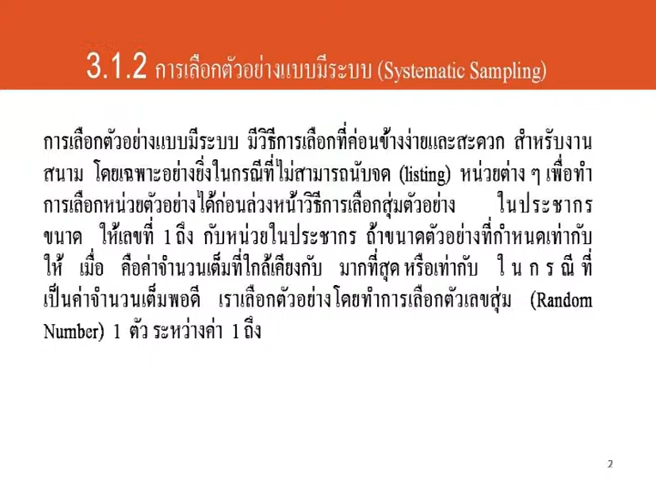 3.1.2 การเลือกตัวอย่างแบบมีระบบ (Systematic Sampling)
การเลือกตัวอย่างแบบมีระบบ มีวิธีการเลือกที่ค่อนข้างง่ายและสะดวก สำหรับงาน
สนาม โดยเฉพาะอย่างยิ่งในกรณีที่ไม่สามารถนับจด (listing) หน่วยต่าง ๆ เพื่อทำ
การเลือกหน่วยตัวอย่างได้ก่อนล่วงหน้าวิธีการเลือกสุ่มตัวอย่าง ในประชากร
ขนาด ให้เลขที่ 1 ถึง กับหน่วยในประชากร ถ้าขนาดตัวอย่างที่กำหนดเท่ากับ
ให้ เมื่อ คือค่าจำนวนเต็มที่ใกล้เคียงกับ มากที่สุด หรือเท่ากับ ในกรณีที่
เป็นค่าจำนวนเต็มพอดี เราเลือกตัวอย่างโดยทำการเลือกตัวเลขสุ่ม (Random
Number) 1 ตัว ระหว่างค่า 1 ถึง
2